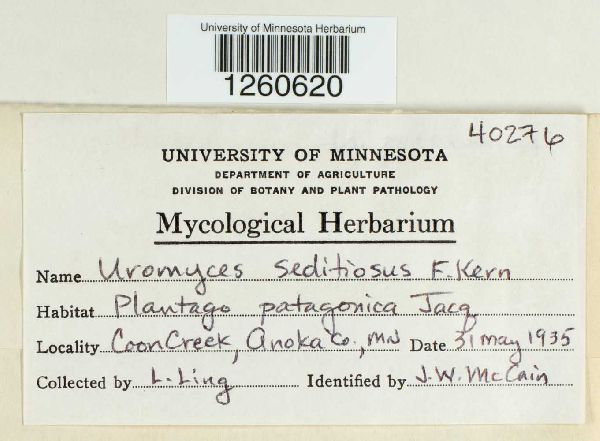 University of Minnesota Herbarium
1260620
40276
UNIVERSITY OF MINNESOTA
DEPARTMENT OF AGRICULTURE
DIVISION OF BOTANY AND PLANT PATHOLOGY
Mycological Herbarium
Name Uromyces seditiosus F. Kern
Habitat Plantago patagonica Jacq.
Locality Coon Creek, Anoka Co., MN Date 31 May 1935
Collected by L. Ling Identified by J. W. McCain